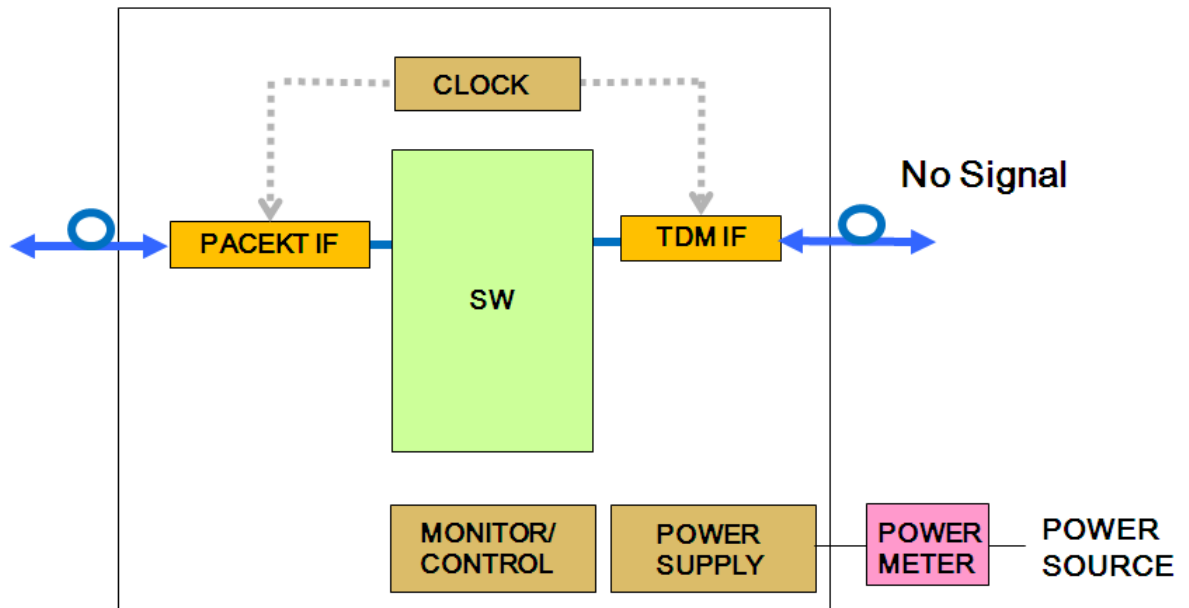 CLOCK
No Signal
PACEKT IF
TDM IF
SW
MONITOR/
CONTROL
POWER
SUPPLY
POWER
METER
POWER
SOURCE